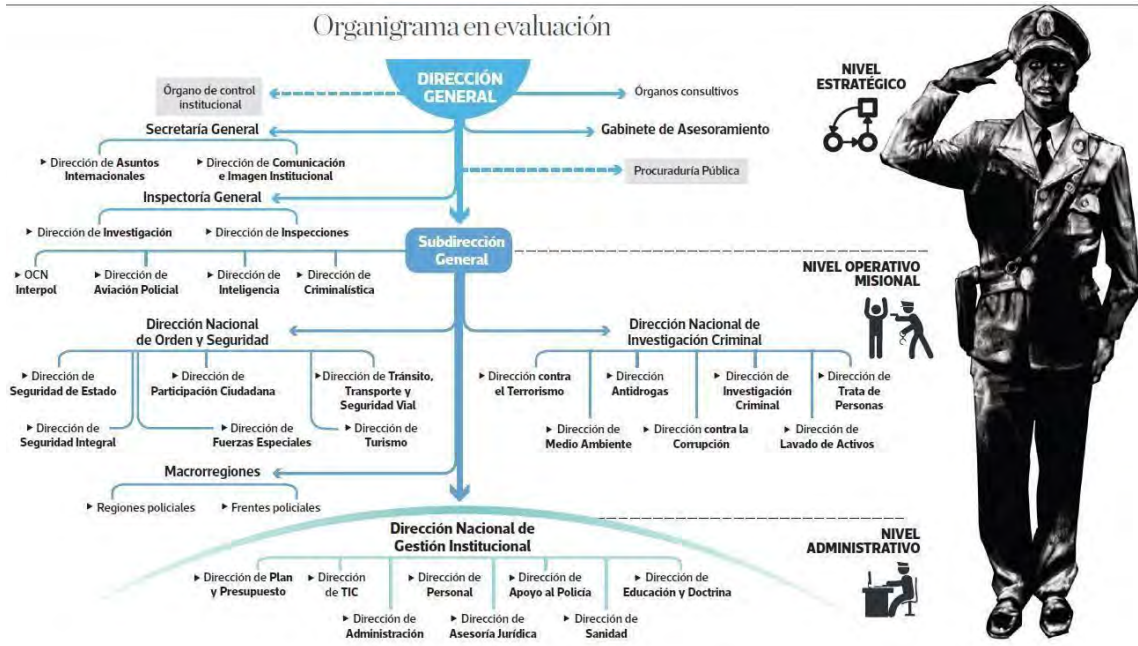 Organigrama en evaluación
DIRECCIÓN
GENERAL
Órgano de control
institucional
Órganos consultivos
NIVEL
ESTRATÉGICO
Secretaría General
Gabinete de Asesoramiento
▶ Dirección de Asuntos
Internacionales
▶ Dirección de Comunicación
e Imagen Institucional
Procuraduría Pública
Inspectoría General
▶ Dirección de Investigación
▶ Dirección de Inspecciones
Subdirección
General
▶ OCN
Interpol
▶ Dirección de
Aviación Policial
▶ Dirección de
Inteligencia
▶ Dirección de
Criminalística
NIVEL OPERATIVO
MISIONAL
Dirección Nacional
de Orden y Seguridad
Dirección Nacional de
Investigación Criminal
▶ Dirección de
Seguridad de Estado
▶ Dirección de
Participación Ciudadana
▶ Dirección de Tránsito,
Transporte y
Seguridad Vial
▶ Dirección contra
el Terrorismo
▶ Dirección
Antidrogas
▶ Dirección de
Investigación
Criminal
▶ Dirección de
Trata de
Personas
▶ Dirección de
Seguridad Integral
▶ Dirección de
Fuerzas Especiales
▶ Dirección de
Turismo
▶ Dirección de
Medio Ambiente
▶ Dirección contra la
Corrupción
▶ Dirección de
Lavado de Activos
Macrorregiones
▶ Regiones policiales
▶ Frentes policiales
Dirección Nacional de
Gestión Institucional
NIVEL
ADMINISTRATIVO
▶ Dirección de Plan
y Presupuesto
▶ Dirección
de TIC
▶ Dirección de
Personal
▶ Dirección de
Apoyo al Policía
▶ Dirección de
Educación y Doctrina
▶ Dirección de
Administración
▶ Dirección de
Asesoría Jurídica
▶ Dirección de
Sanidad